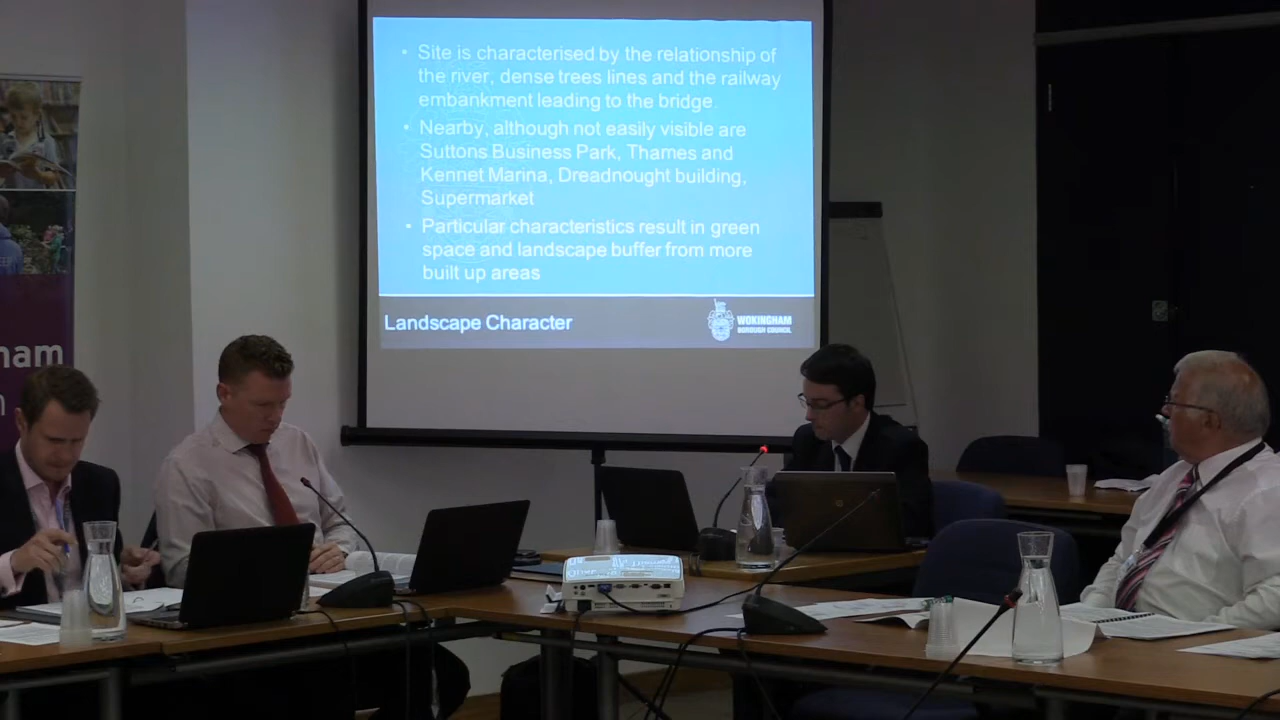 • Site is characterised by the relationship of
the river, dense trees lines and the railway
embankment leading to the bridge.
• Nearby, although not easily visible are
Suttons Business Park, Thames and
Kennet Marina, Dreadnought building,
Supermarket
• Particular characteristics result in green
space and landscape buffer from more
built up areas
Landscape Character
WOKINGHAM
BOROUGH COUNCIL
ham